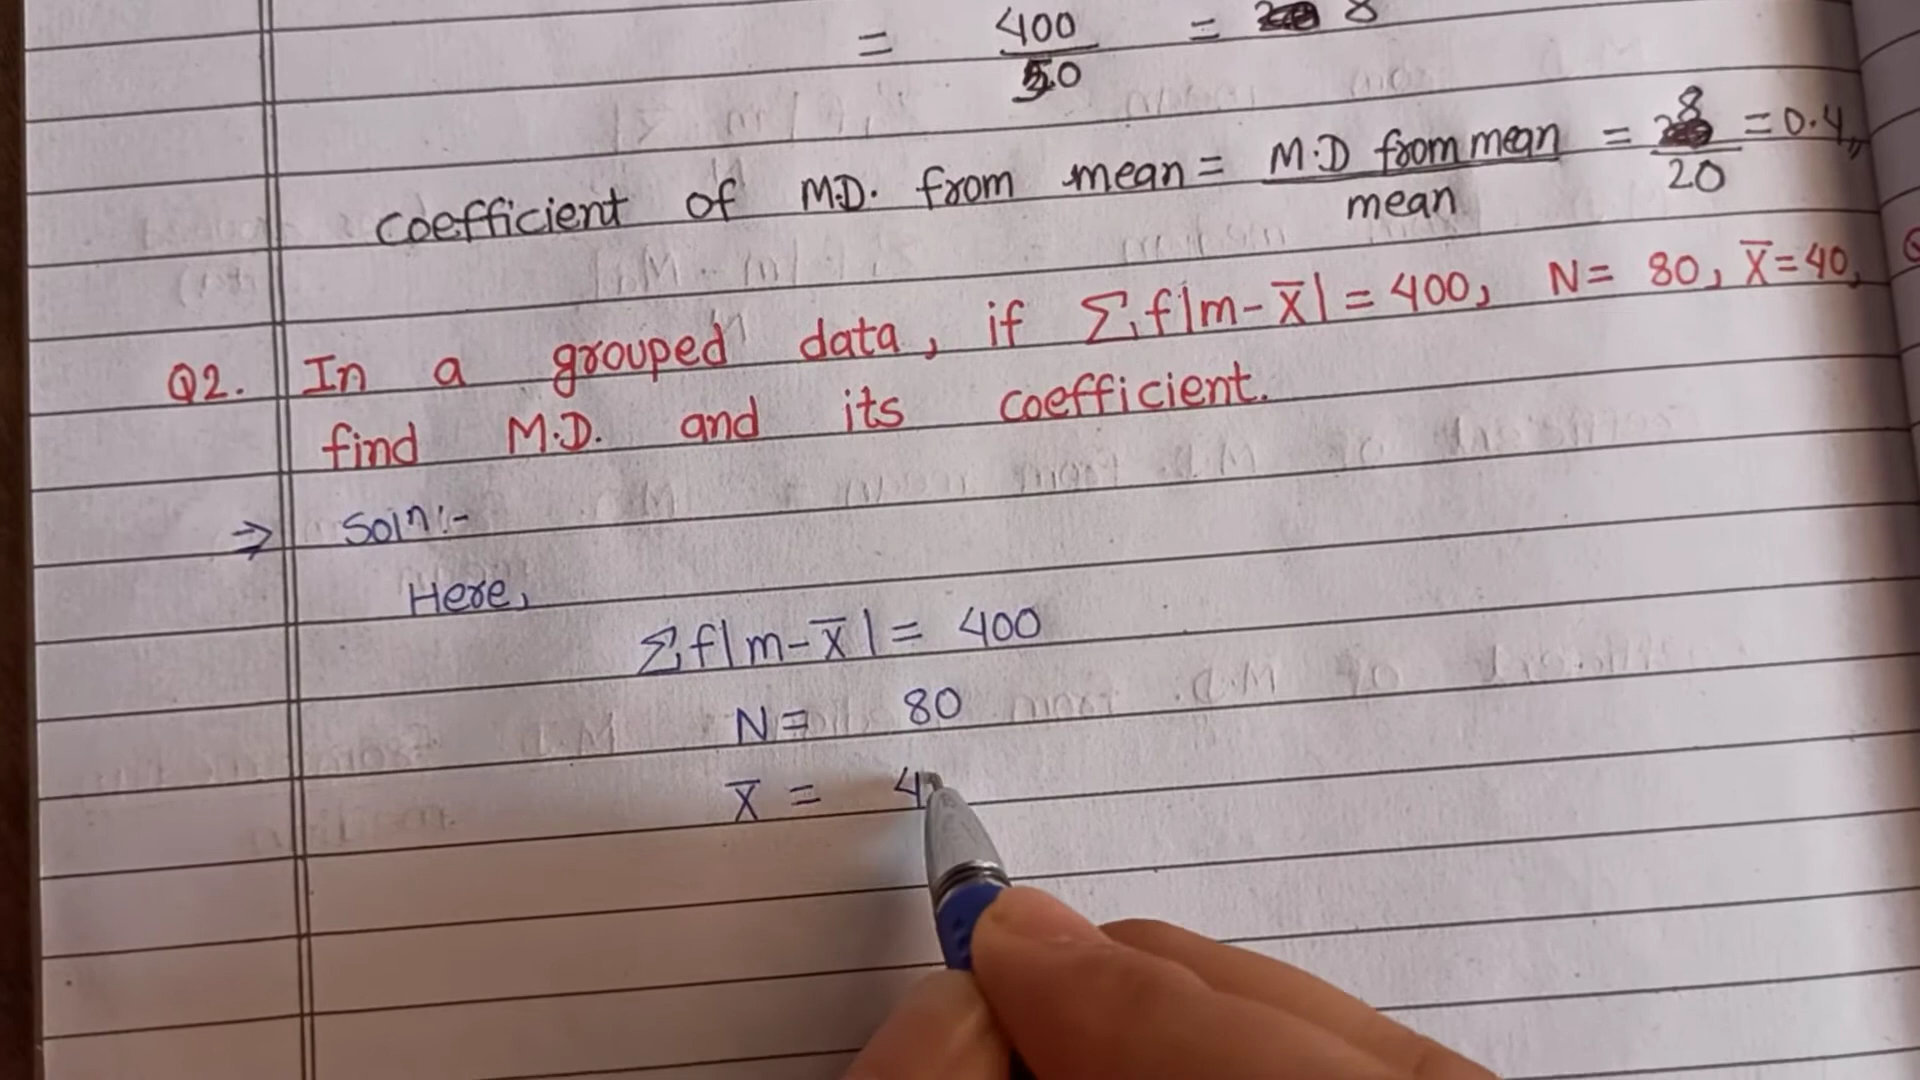 = 400/50 = 8
coefficient of M.D. from mean = M.D from mean/mean = 8/20 = 0.4,,
Q2. In a grouped data, if Σf|m-X̅| = 400, N = 80, X̅=40,
find M.D. and its coefficient.
⇒ Soln:-
Here,
Σf|m-X̅| = 400
N = 80
X̅ = 4